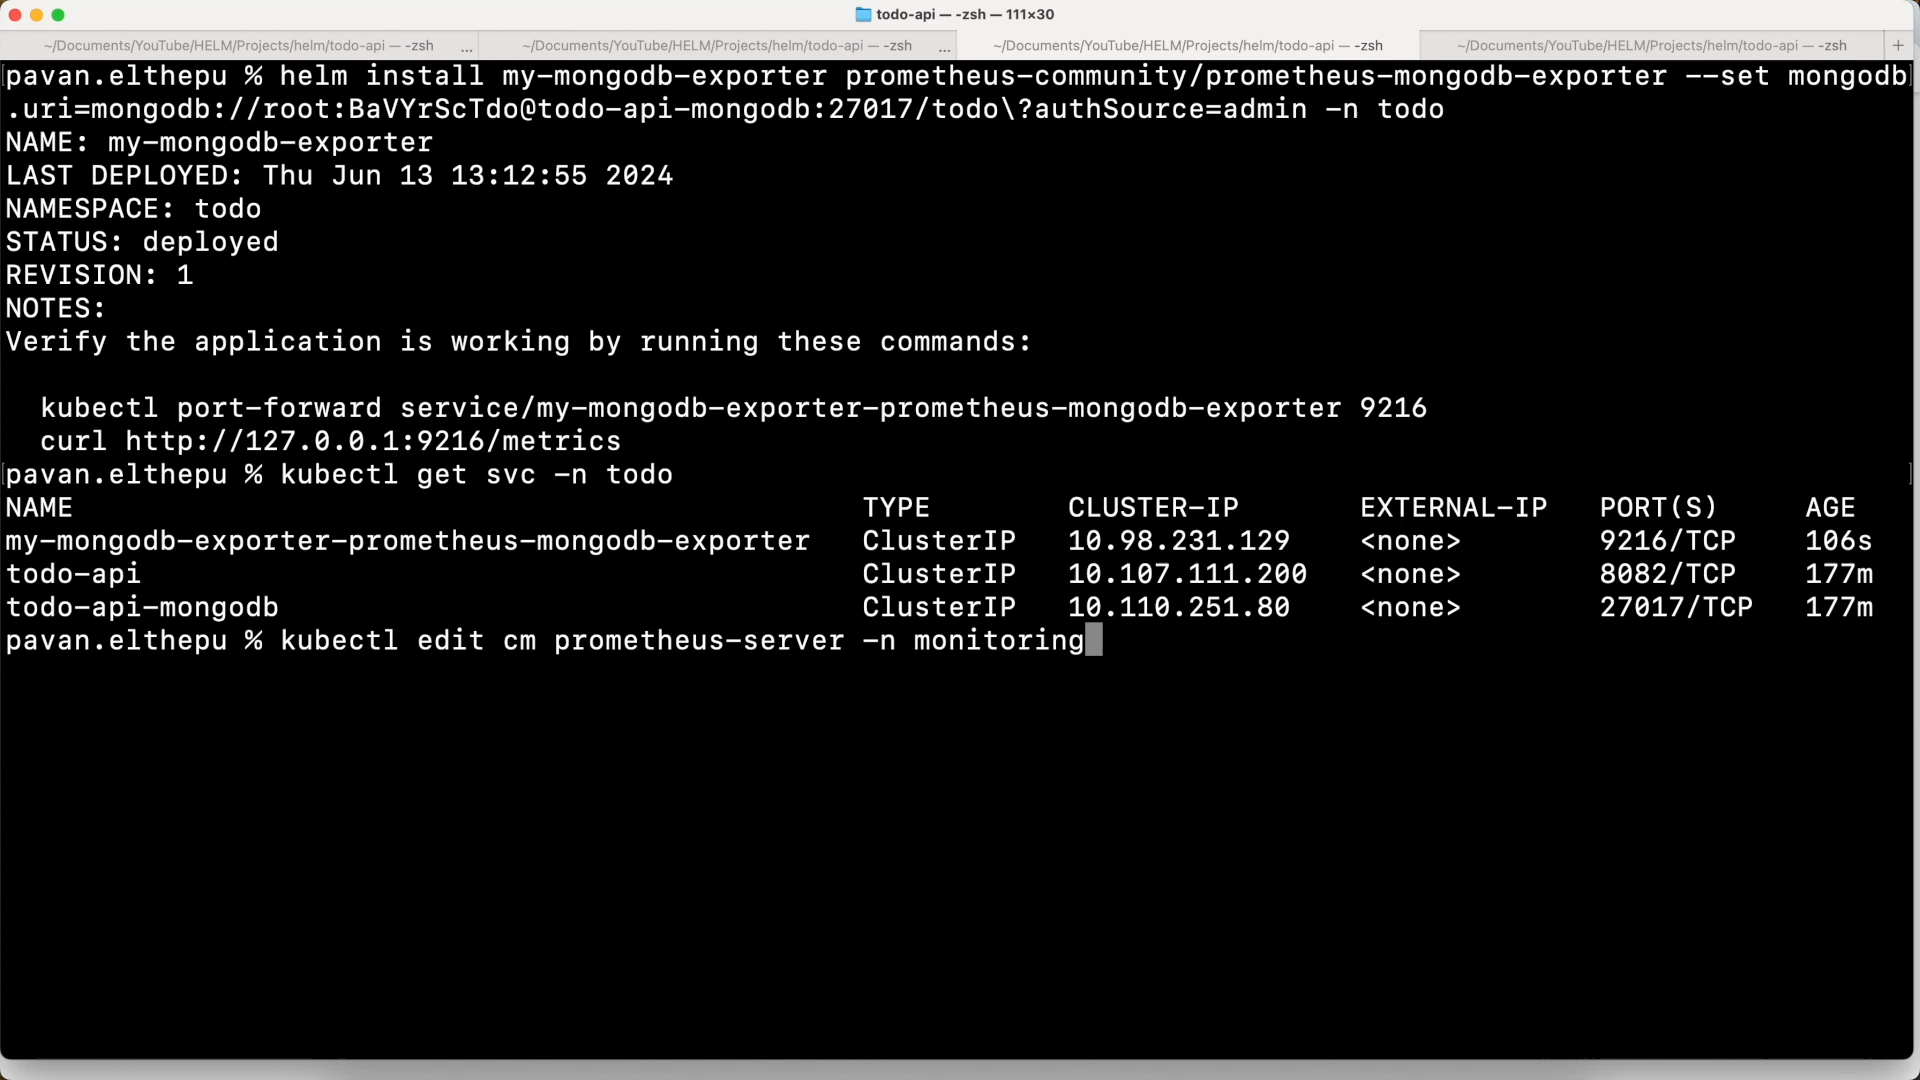 todo-api — -zsh — 111×30
~/Documents/YouTube/HELM/Projects/helm/todo-api — -zsh ... ~/Documents/YouTube/HELM/Projects/helm/todo-api — -zsh ... ~/Documents/YouTube/HELM/Projects/helm/todo-api — -zsh ~/Documents/YouTube/HELM/Projects/helm/todo-api — -zsh +
pavan.elthepu % helm install my-mongodb-exporter prometheus-community/prometheus-mongodb-exporter --set mongodb
.uri=mongodb://root:BaVYrScTdo@todo-api-mongodb:27017/todo\?authSource=admin -n todo
NAME: my-mongodb-exporter
LAST DEPLOYED: Thu Jun 13 13:12:55 2024
NAMESPACE: todo
STATUS: deployed
REVISION: 1
NOTES:
Verify the application is working by running these commands:
kubectl port-forward service/my-mongodb-exporter-prometheus-mongodb-exporter 9216
curl http://127.0.0.1:9216/metrics
pavan.elthepu % kubectl get svc -n todo
NAME TYPE CLUSTER-IP EXTERNAL-IP PORT(S) AGE
my-mongodb-exporter-prometheus-mongodb-exporter ClusterIP 10.98.231.129 <none> 9216/TCP 106s
todo-api ClusterIP 10.107.111.200 <none> 8082/TCP 177m
todo-api-mongodb ClusterIP 10.110.251.80 <none> 27017/TCP 177m
pavan.elthepu % kubectl edit cm prometheus-server -n monitoring